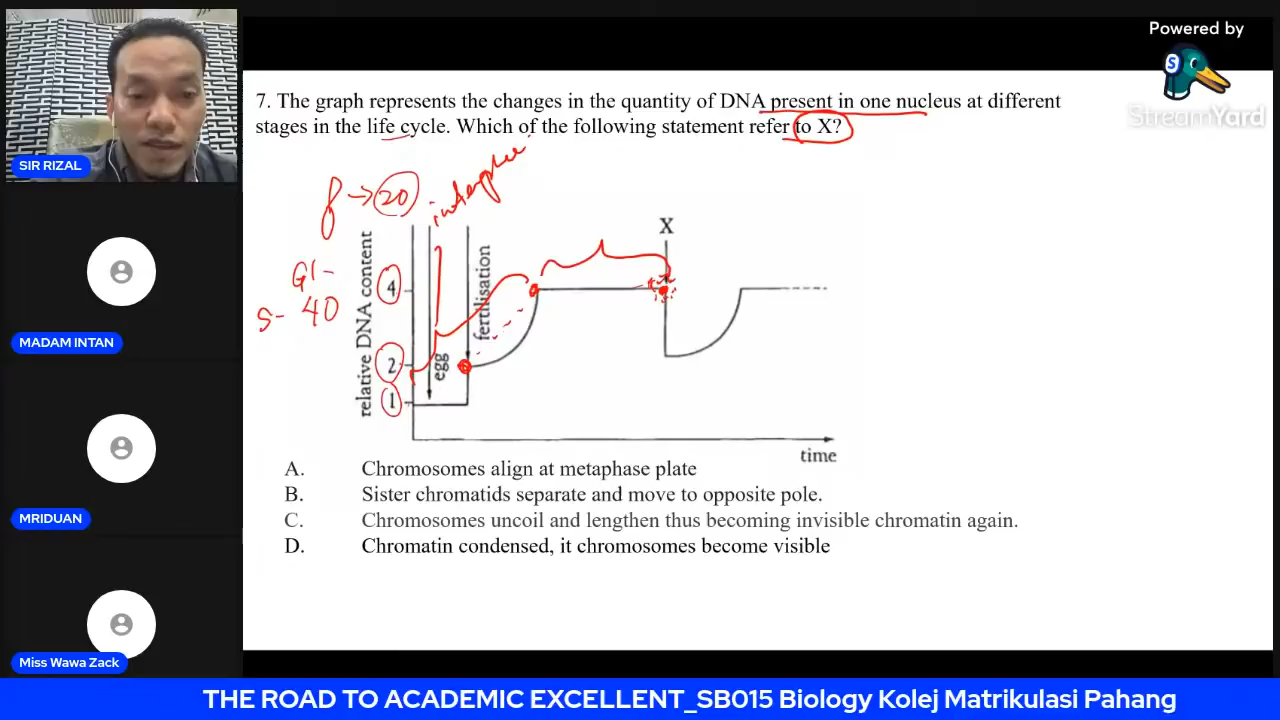 Powered by
S
StreamYard
SIR RIZAL
MADAM INTAN
MRIDUAN
Miss Wawa Zack
7. The graph represents the changes in the quantity of DNA present in one nucleus at different
stages in the life cycle. Which of the following statement refer to X?
20
interphase
G1-
S- 40
X
relative DNA content
4
2
1
egg
fertilisation
time
A. Chromosomes align at metaphase plate
B. Sister chromatids separate and move to opposite pole.
C. Chromosomes uncoil and lengthen thus becoming invisible chromatin again.
D. Chromatin condensed, it chromosomes become visible
THE ROAD TO ACADEMIC EXCELLENT_SB015 Biology Kolej Matrikulasi Pahang